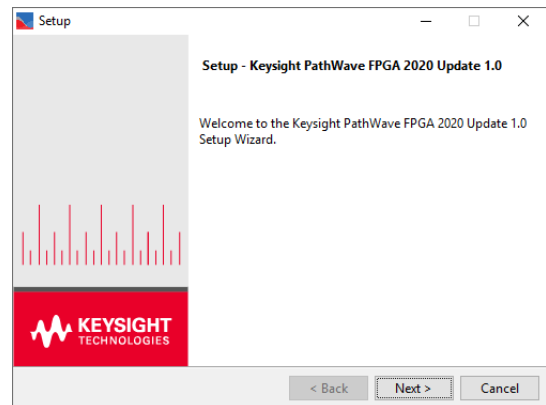 Setup
Setup - Keysight PathWave FPGA 2020 Update 1.0
Welcome to the Keysight PathWave FPGA 2020 Update 1.0
Setup Wizard.
KEYSIGHT
TECHNOLOGIES
< Back
Next >
Cancel